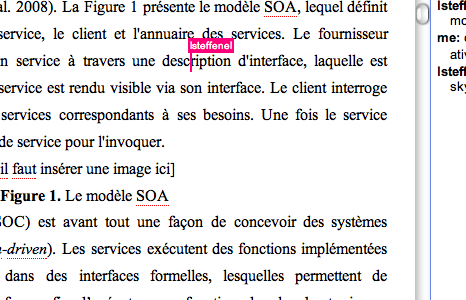 al. 2008). La Figure 1 présente le modèle SOA, lequel définit
service, le client et l'annuaire des services. Le fournisseur
lsteffenel
n service à travers une description d'interface, laquelle est
service est rendu visible via son interface. Le client interroge
services correspondants à ses besoins. Une fois le service
de service pour l'invoquer.
il faut insérer une image ici]
Figure 1. Le modèle SOA
SOC) est avant tout une façon de concevoir des systèmes
-driven). Les services exécutent des fonctions implémentées
dans des interfaces formelles, lesquelles permettent de
lsteff
mo
me:
ati
lsteff
sky